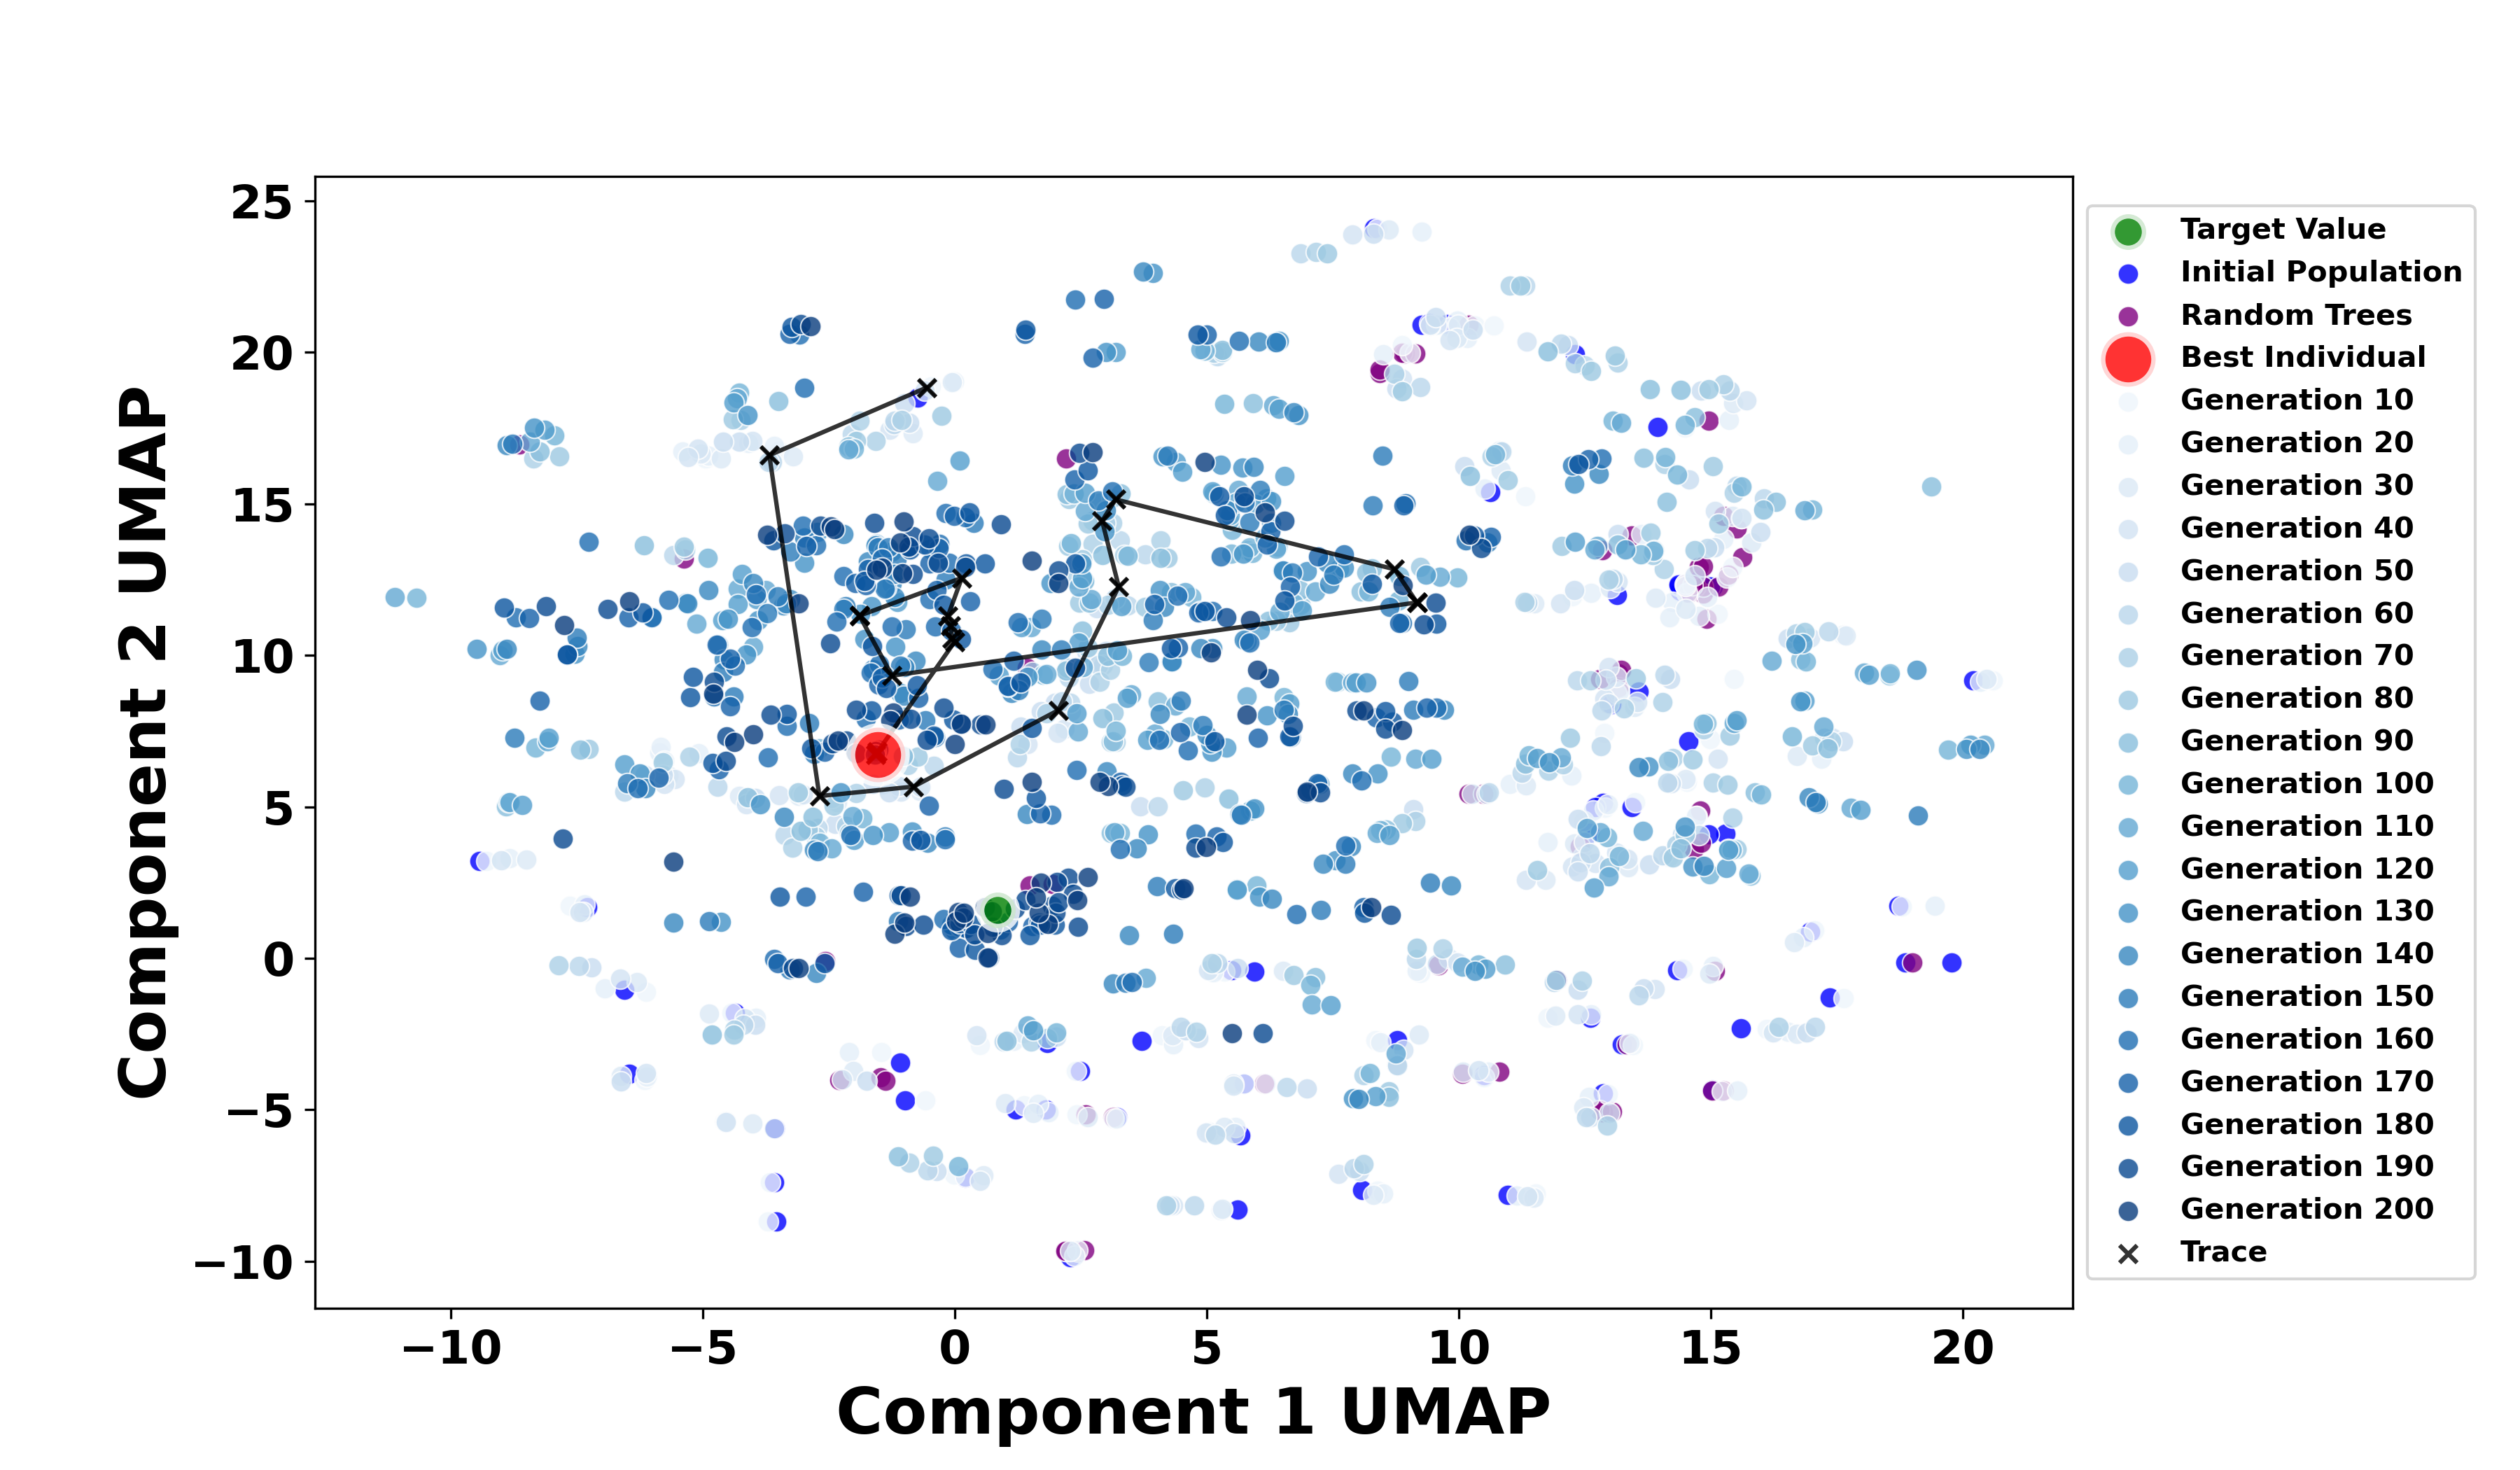 25
20
15
10
5
0
−5
−10
Component 2 UMAP
−10
−5
0
5
10
15
20
Component 1 UMAP
Target Value
Initial Population
Random Trees
Best Individual
Generation 10
Generation 20
Generation 30
Generation 40
Generation 50
Generation 60
Generation 70
Generation 80
Generation 90
Generation 100
Generation 110
Generation 120
Generation 130
Generation 140
Generation 150
Generation 160
Generation 170
Generation 180
Generation 190
Generation 200
Trace